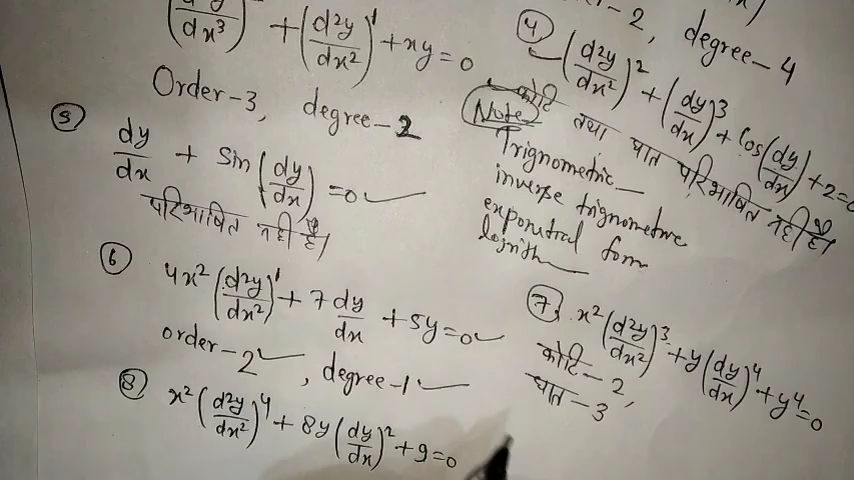 (d³y/dx³) + (d²y/dx²)¹ + xy = 0
Order-3, degree-2
-2, degree-4
④ (d²y/dx²)² + (dy/dx)³ + Cos(dy/dx) + 2 = 0
कोटि तथा घात परिभाषित नहीं है।
Note
Trignometric
inverse trignometric
exponetial form
⑤ dy/dx + sin(dy/dx) = 0
परिभाषित नहीं है।
⑥ 4x²(d²y/dx²)¹ + 7 dy/dx + 5y = 0
order-2, degree-1
⑦ x²(d²y/dx²)³ + y(dy/dx)⁴ + y⁴ = 0
कोटि-2,
घात-3
⑧ x²(d²y/dx²)⁴ + 8y(dy/dx)² + 9 = 0